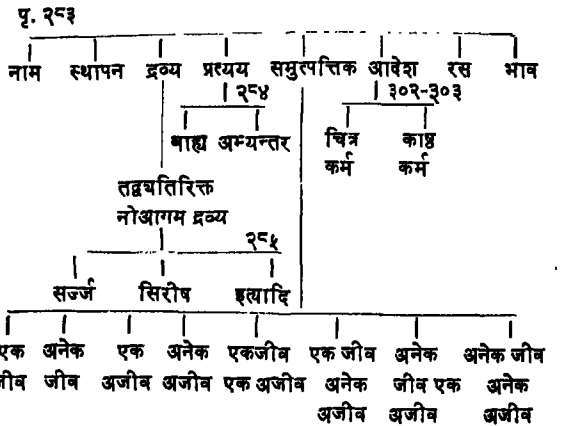 पृ. २८३
नाम स्थापन द्रव्य प्रत्यय समुत्पत्तिक आदेश रस भाव
२८४ ३०२-३०३
बाह्य अभ्यन्तर चित्र काष्ठ
कर्म कर्म
तद्व्यतिरिक्त
नोआगम द्रव्य
२८५
सर्ज्ज सिरीष इत्यादि
एक अनेक एक अनेक एकजीव एक जीव अनेक अनेक जीव
जीव जीव अजीव अजीव एक अजीव अनेक जीव एक अनेक
अजीव अजीव अजीव